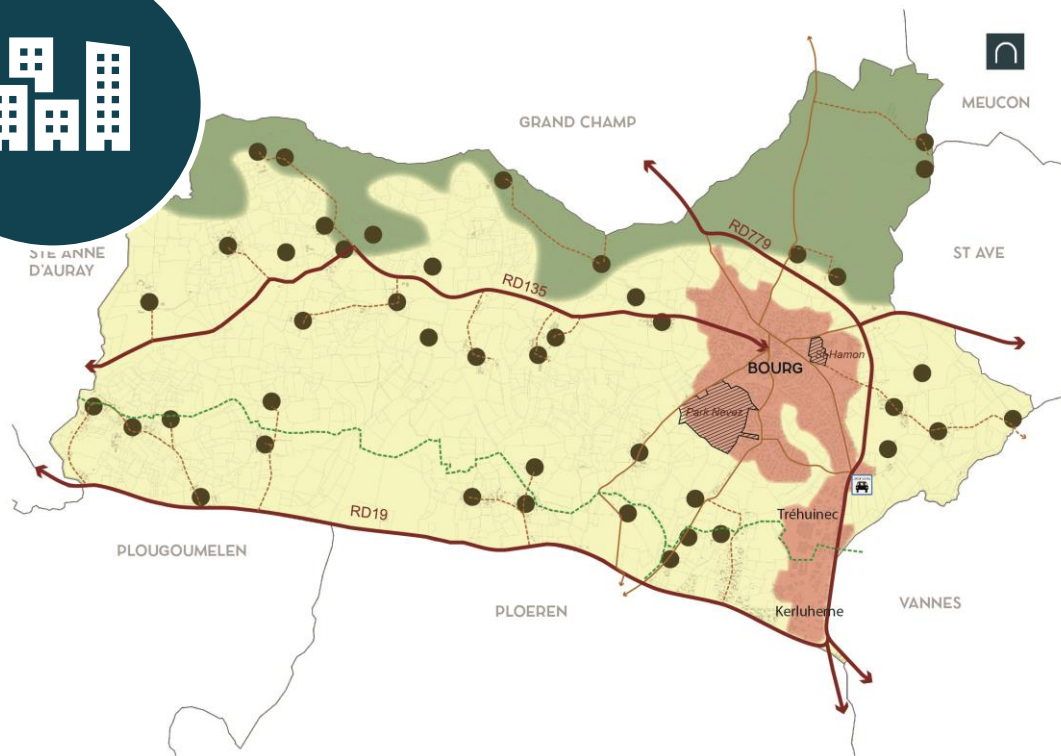 MEUCON
GRAND CHAMP
RD779
STE ANNE
D'AURAY
ST AVE
RD135
St Hamon
BOURG
Park Nevez
RD19
Tréhuinec
PLOUGOUMELEN
PLOEREN
Kerluherne
VANNES